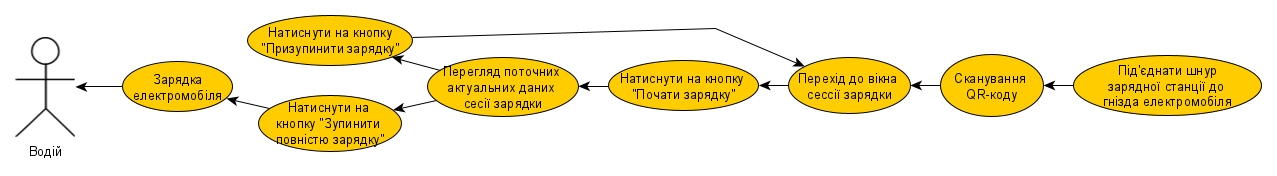 Водій
Зарядка
електромобіля
Натиснути на кнопку
"Призупинити зарядку"
Натиснути на
кнопку "Зупинити
повністю зарядку"
Перегляд поточних
актуальних даних
сесії зарядки
Натиснути на кнопку
"Почати зарядку"
Перехід до вікна
сессії зарядки
Сканування
QR-коду
Під'єднати шнур
зарядної станції до
гнізда електромобіля